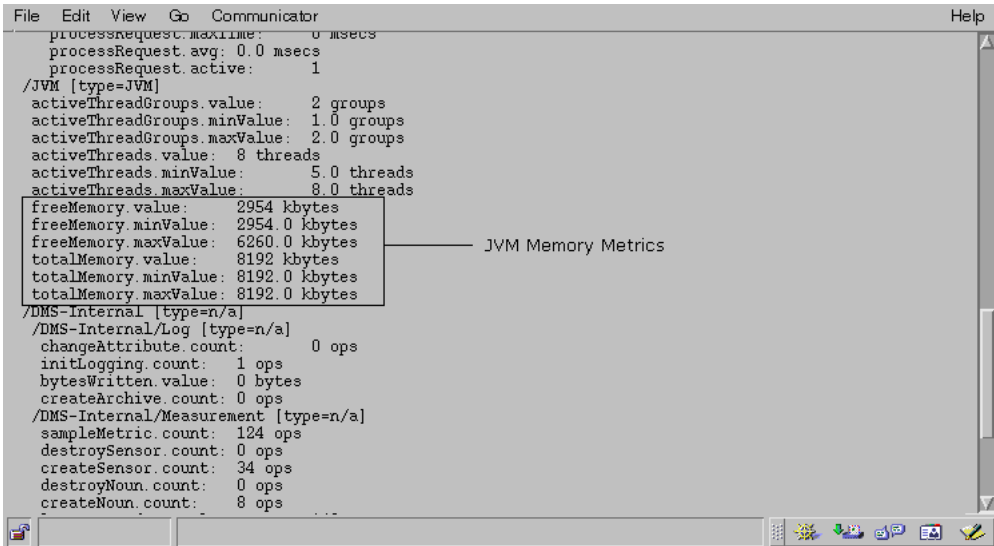 File Edit View Go Communicator Help
processRequest.maxTime: 0 msecs
processRequest.avg: 0.0 msecs
processRequest.active: 1
/JVM [type=JVM]
activeThreadGroups.value: 2 groups
activeThreadGroups.minValue: 1.0 groups
activeThreadGroups.maxValue: 2.0 groups
activeThreads.value: 8 threads
activeThreads.minValue: 5.0 threads
activeThreads.maxValue: 8.0 threads
freeMemory.value: 2954 kbytes
freeMemory.minValue: 2954.0 kbytes
freeMemory.maxValue: 6260.0 kbytes
JVM Memory Metrics
totalMemory.value: 8192 kbytes
totalMemory.minValue: 8192.0 kbytes
totalMemory.maxValue: 8192.0 kbytes
/DMS-Internal [type=n/a]
/DMS-Internal/Log [type=n/a]
changeAttribute.count: 0 ops
initLogging.count: 1 ops
bytesWritten.value: 0 bytes
createArchive.count: 0 ops
/DMS-Internal/Measurement [type=n/a]
sampleMetric.count: 124 ops
destroySensor.count: 0 ops
createSensor.count: 34 ops
destroyNoun.count: 0 ops
createNoun.count: 8 ops